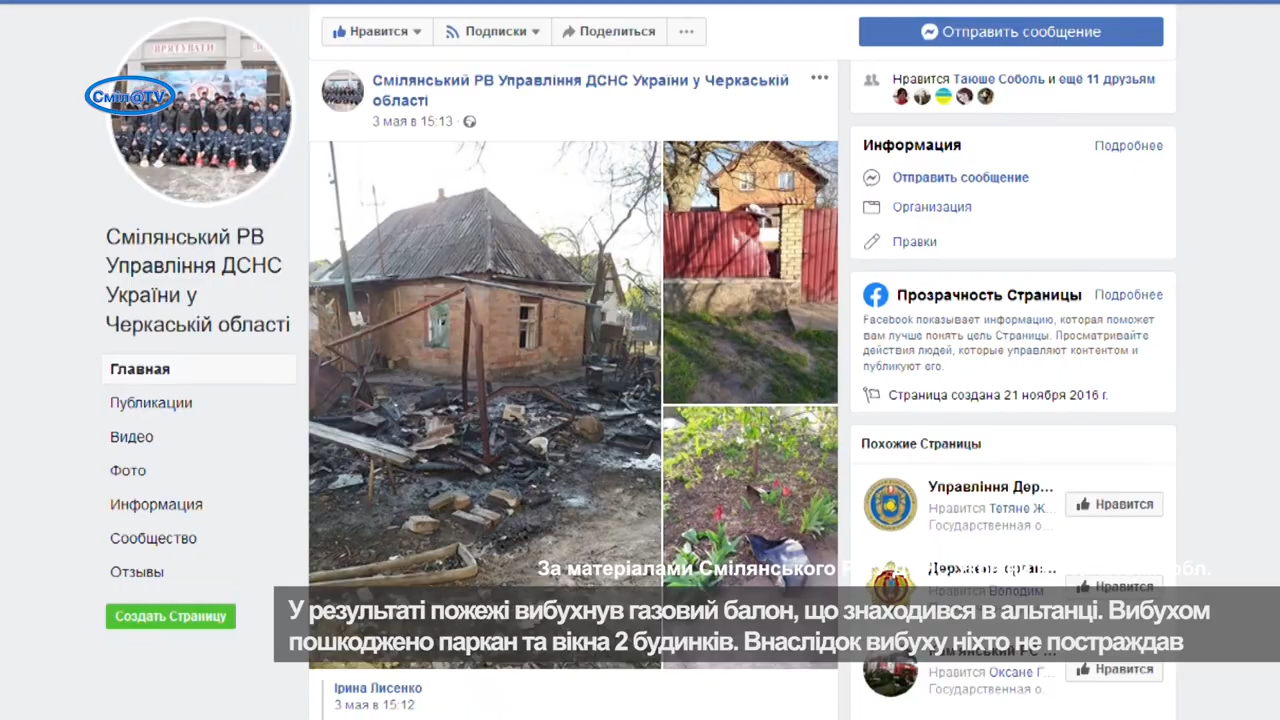 ВРЯТУВАТИ
Сміл@TV
Смілянський РВ
Управління ДСНС
України у
Черкаській області
Главная
Публикации
Видео
Фото
Информация
Сообщество
Отзывы
Создать Страницу
Нравится
Подписки
Поделиться
Смілянський РВ Управління ДСНС України у Черкаській
області
3 мая в 15:13
Отправить сообщение
Нравится Таюше Соболь и ещё 11 друзьям
Информация Подробнее
Отправить сообщение
Организация
Правки
Прозрачность Страницы Подробнее
Facebook показывает информацию, которая поможет
вам лучше понять цель Страницы. Просматривайте
действия людей, которые управляют контентом и
публикуют его.
Страница создана 21 ноября 2016 г.
Похожие Страницы
Управління Дер...
Нравится Тетяне Ж...
Государственная о...
Нравится
Нравится Володим
Нравится
За матеріалами Смілянського обл.
У результаті пожежі вибухнув газовий балон, що знаходився в альтанці. Вибухом
пошкоджено паркан та вікна 2 будинків. Внаслідок вибуху ніхто не постраждав
Нравится Оксане Г...
Государственная о.
Нравится
Ірина Лисенко
3 мая в 15:12